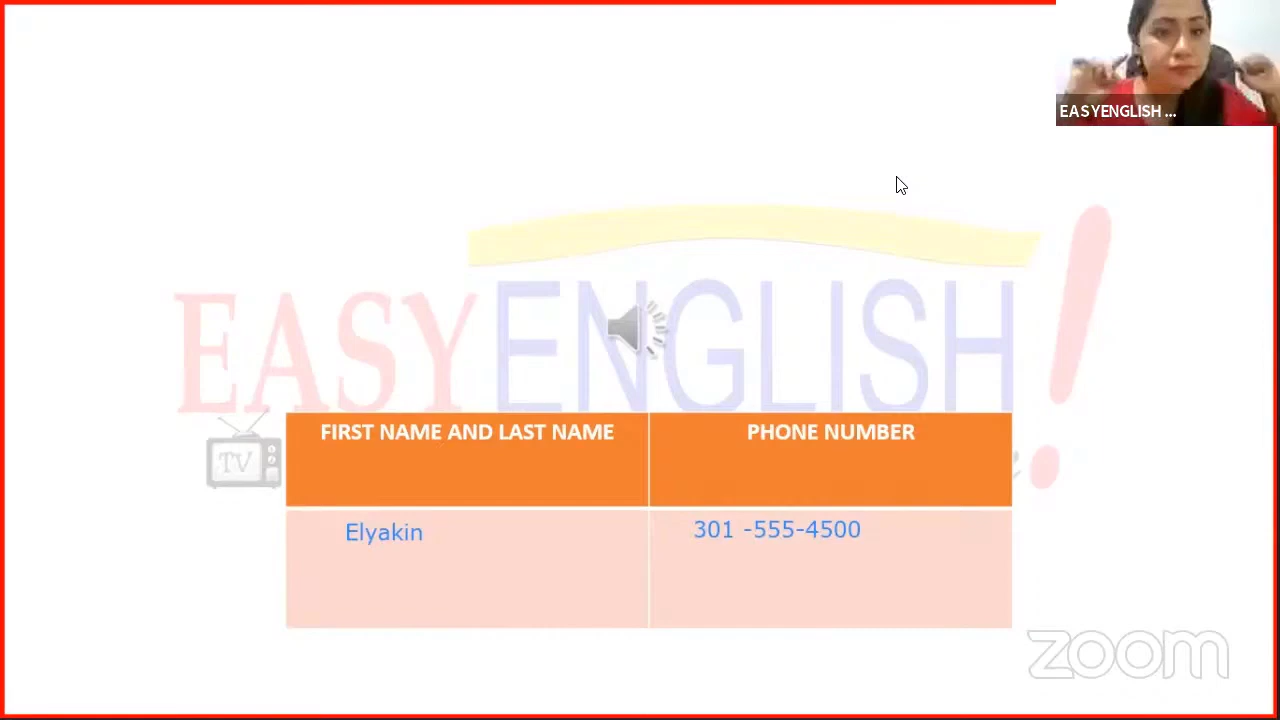 EASYENGLISH ...
EASYENGLISH!
TV
FIRST NAME AND LAST NAME
PHONE NUMBER
Elyakin
301 -555-4500
zoom